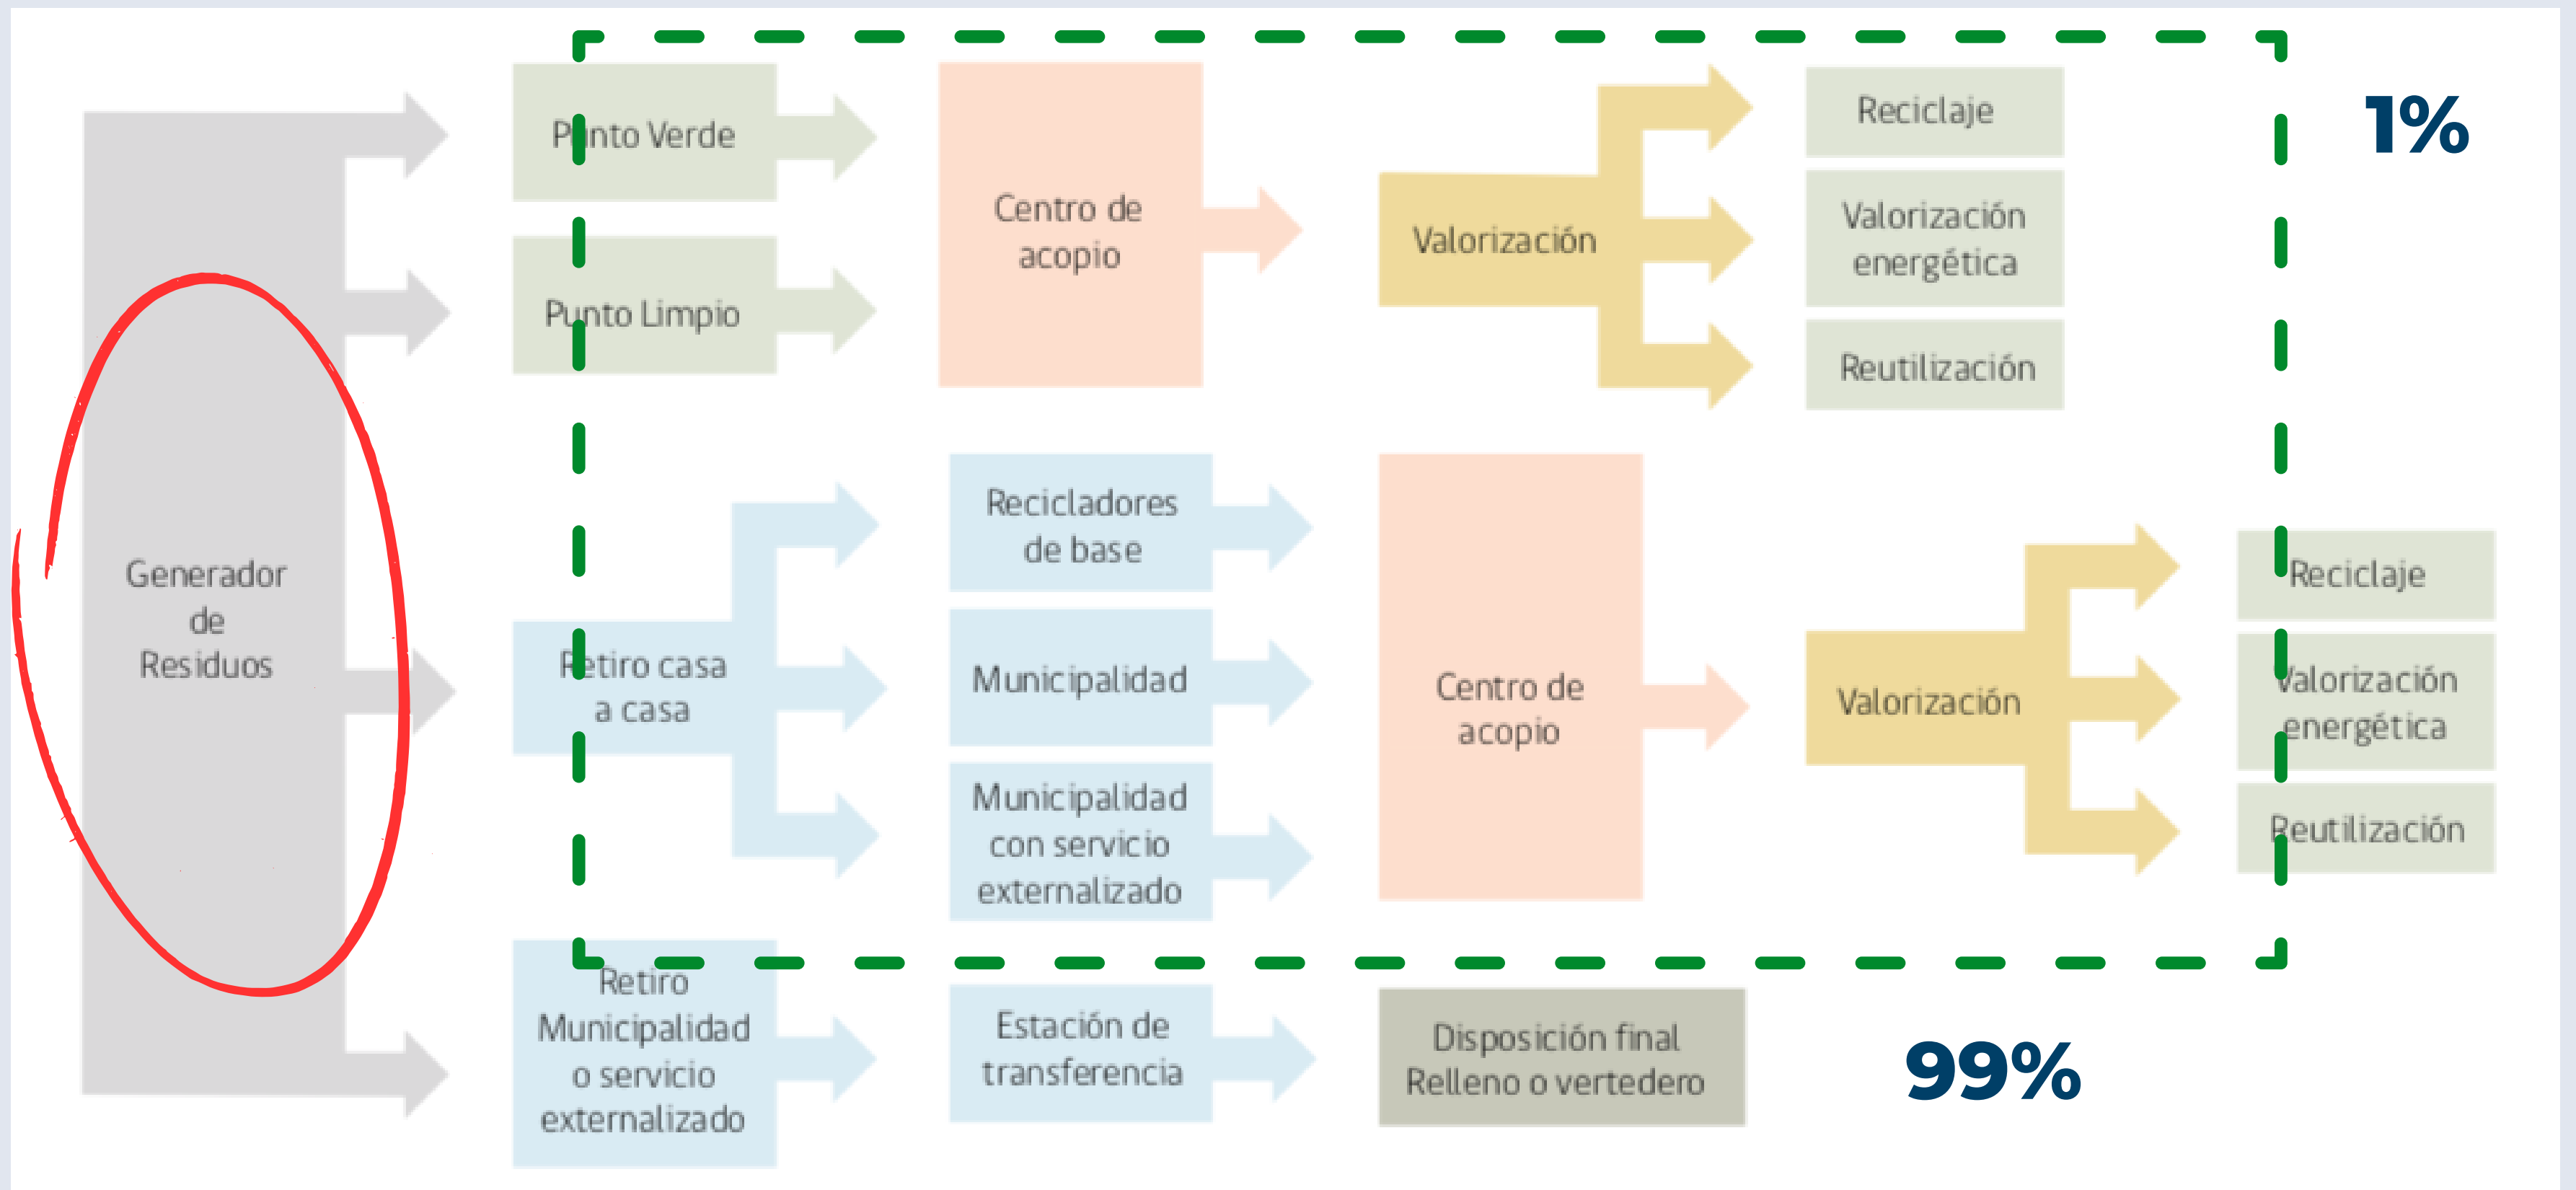 Generador
de
Residuos
Punto Verde
Punto Limpio
Centro de
acopio
Valorización
Reciclaje
Valorización
energética
Reutilización
1%
Retiro casa
a casa
Recicladores
de base
Municipalidad
Municipalidad
con servicio
externalizado
Centro de
acopio
Valorización
Reciclaje
Valorización
energética
Reutilización
Retiro
Municipalidad
o servicio
externalizado
Estación de
transferencia
Disposición final
Relleno o vertedero
99%